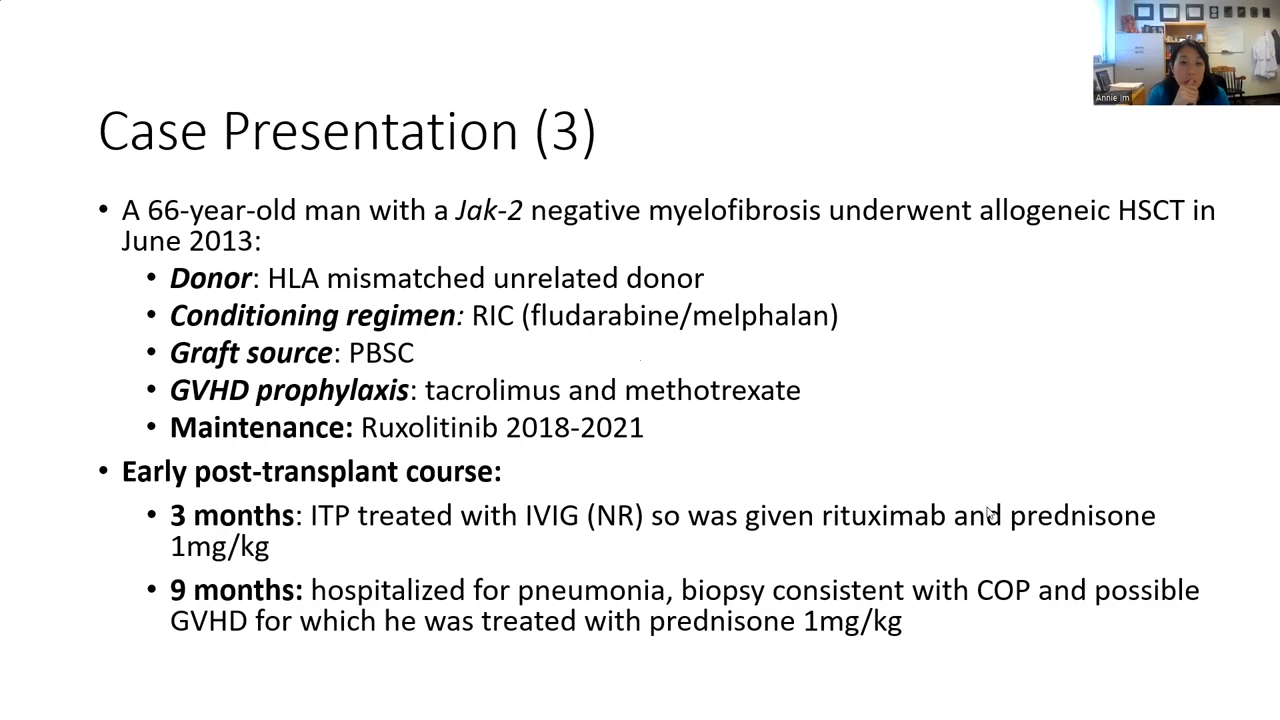 Annie Im
Case Presentation (3)
• A 66-year-old man with a Jak-2 negative myelofibrosis underwent allogeneic HSCT in
June 2013:
• Donor: HLA mismatched unrelated donor
• Conditioning regimen: RIC (fludarabine/melphalan)
• Graft source: PBSC
• GVHD prophylaxis: tacrolimus and methotrexate
• Maintenance: Ruxolitinib 2018-2021
• Early post-transplant course:
• 3 months: ITP treated with IVIG (NR) so was given rituximab and prednisone
1mg/kg
• 9 months: hospitalized for pneumonia, biopsy consistent with COP and possible
GVHD for which he was treated with prednisone 1mg/kg